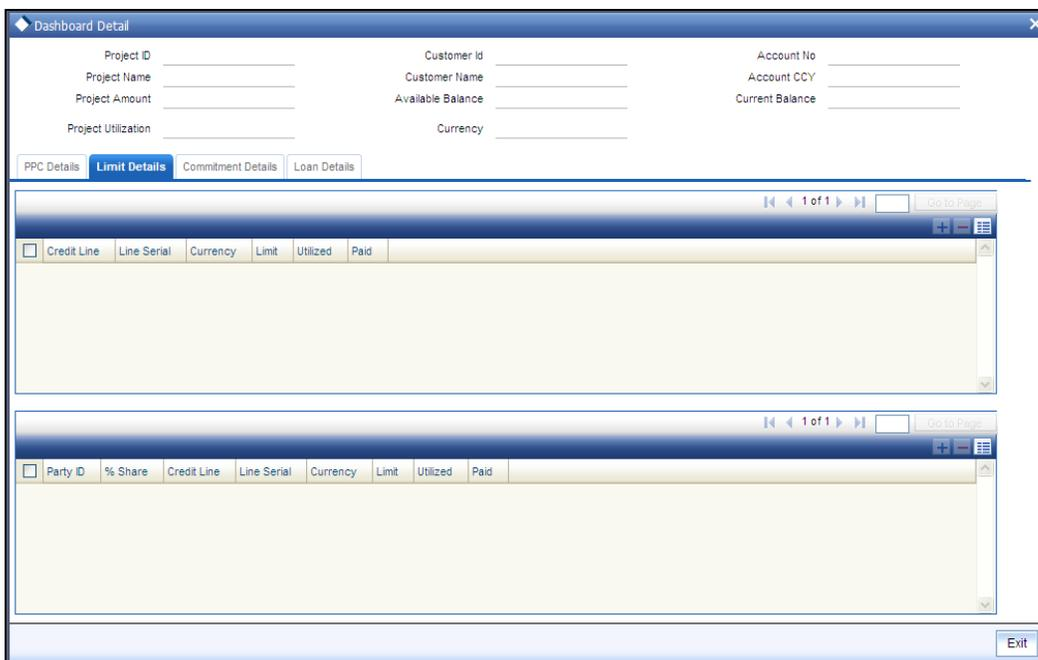 Dashboard Detail
Project ID Customer Id Account No
Project Name Customer Name Account CCY
Project Amount Available Balance Current Balance
Project Utilization Currency
PPC Details Limit Details Commitment Details Loan Details
1 of 1 Go to Page
Credit Line Line Serial Currency Limit Utilized Paid
1 of 1 Go to Page
Party ID % Share Credit Line Line Serial Currency Limit Utilized Paid
Exit